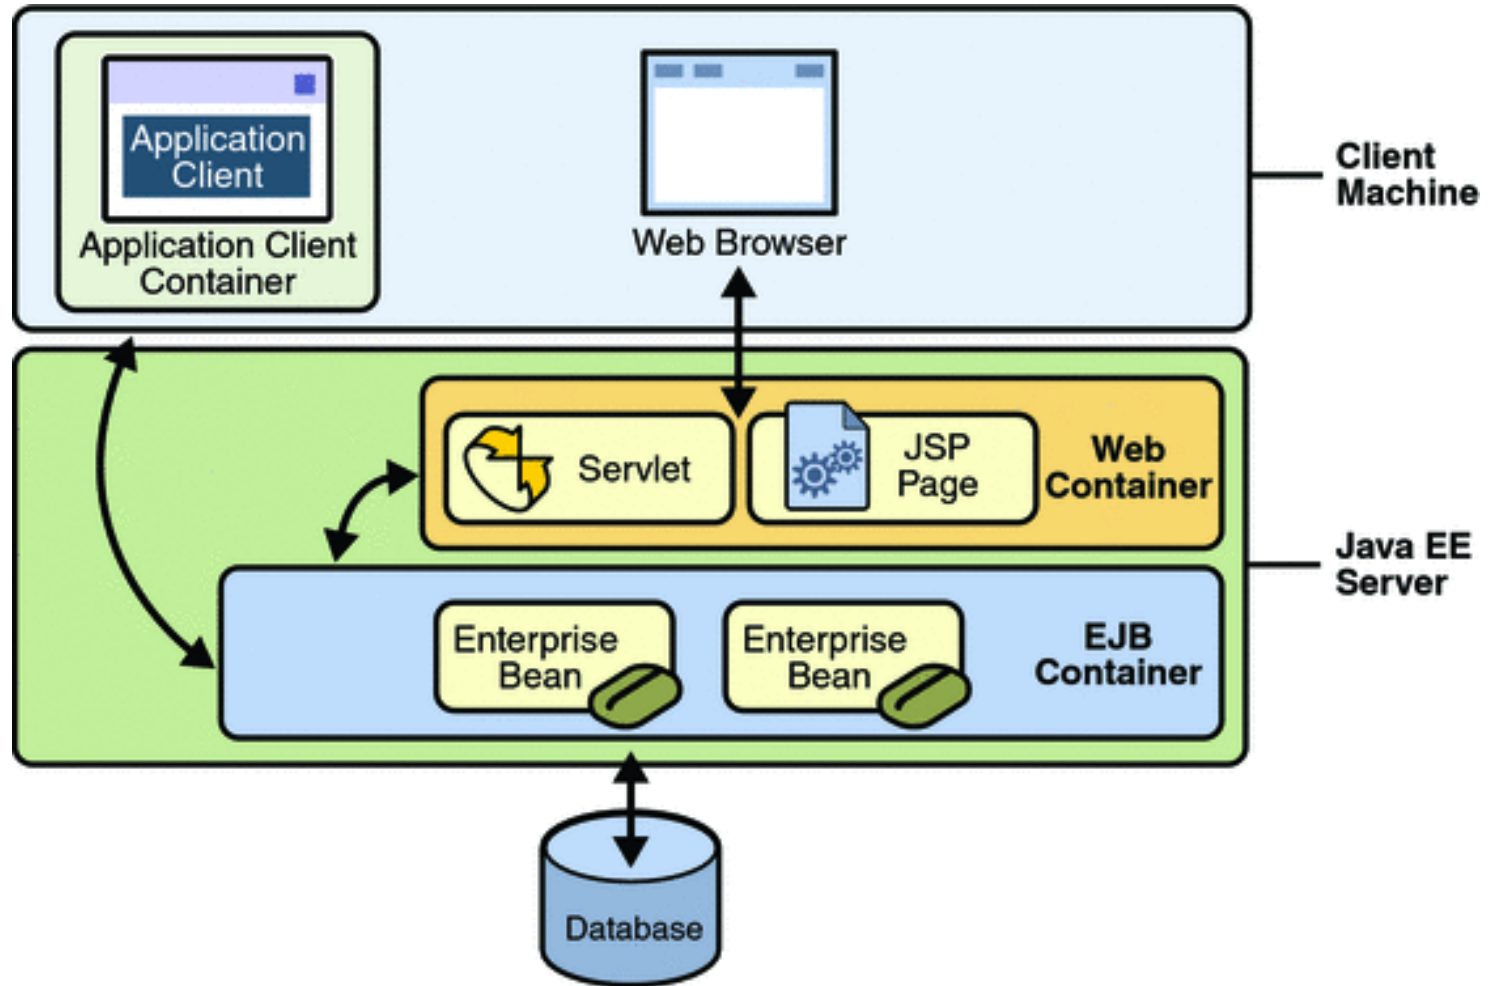 Application
Client
Application Client
Container
Web Browser
Client
Machine
Servlet
JSP
Page
Web
Container
Java EE
Server
Enterprise
Bean
Enterprise
Bean
EJB
Container
Database